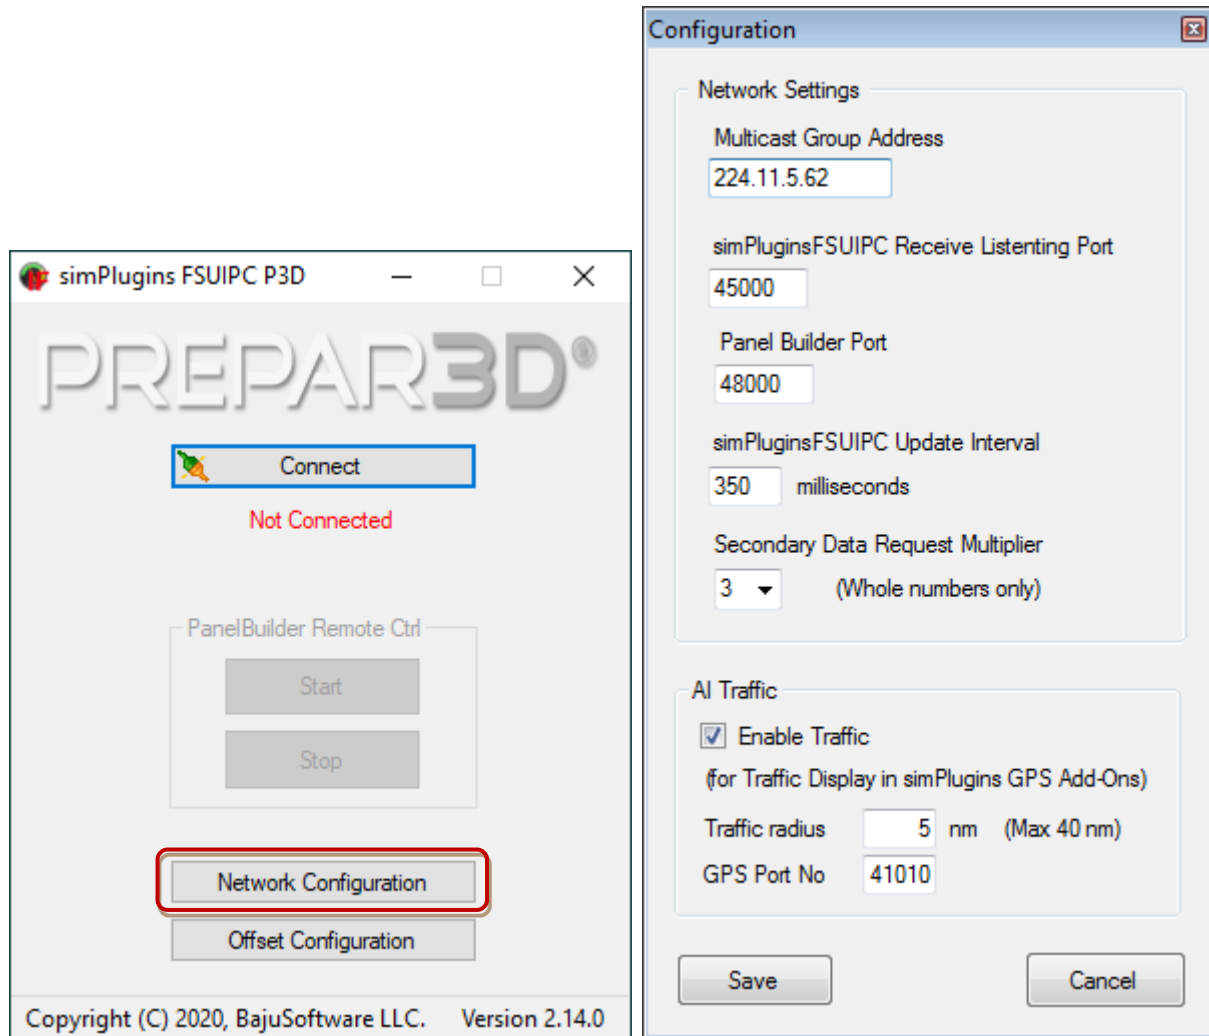 simPlugins FSUIPC P3D
PREPAR3D®
Connect
Not Connected
PanelBuilder Remote Ctrl
Start
Stop
Network Configuration
Offset Configuration
Copyright (C) 2020, BajuSoftware LLC. Version 2.14.0
Configuration
Network Settings
Multicast Group Address
224.11.5.62
simPluginsFSUIPC Receive Listenting Port
45000
Panel Builder Port
48000
simPluginsFSUIPC Update Interval
350 milliseconds
Secondary Data Request Multiplier
3 (Whole numbers only)
AI Traffic
Enable Traffic
(for Traffic Display in simPlugins GPS Add-Ons)
Traffic radius 5 nm (Max 40 nm)
GPS Port No 41010
Save Cancel